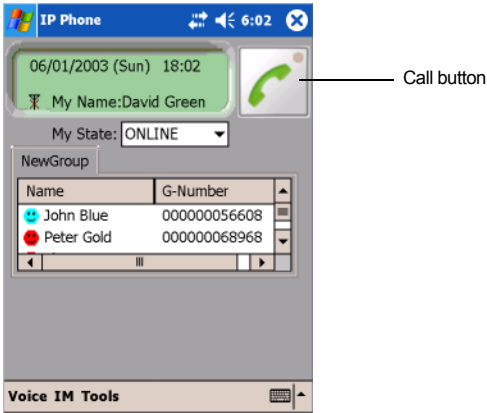 IP Phone 6:02
06/01/2003 (Sun) 18:02
My Name:David Green
Call button
My State: ONLINE
NewGroup
Name G-Number
John Blue 000000056608
Peter Gold 000000068968
Voice IM Tools